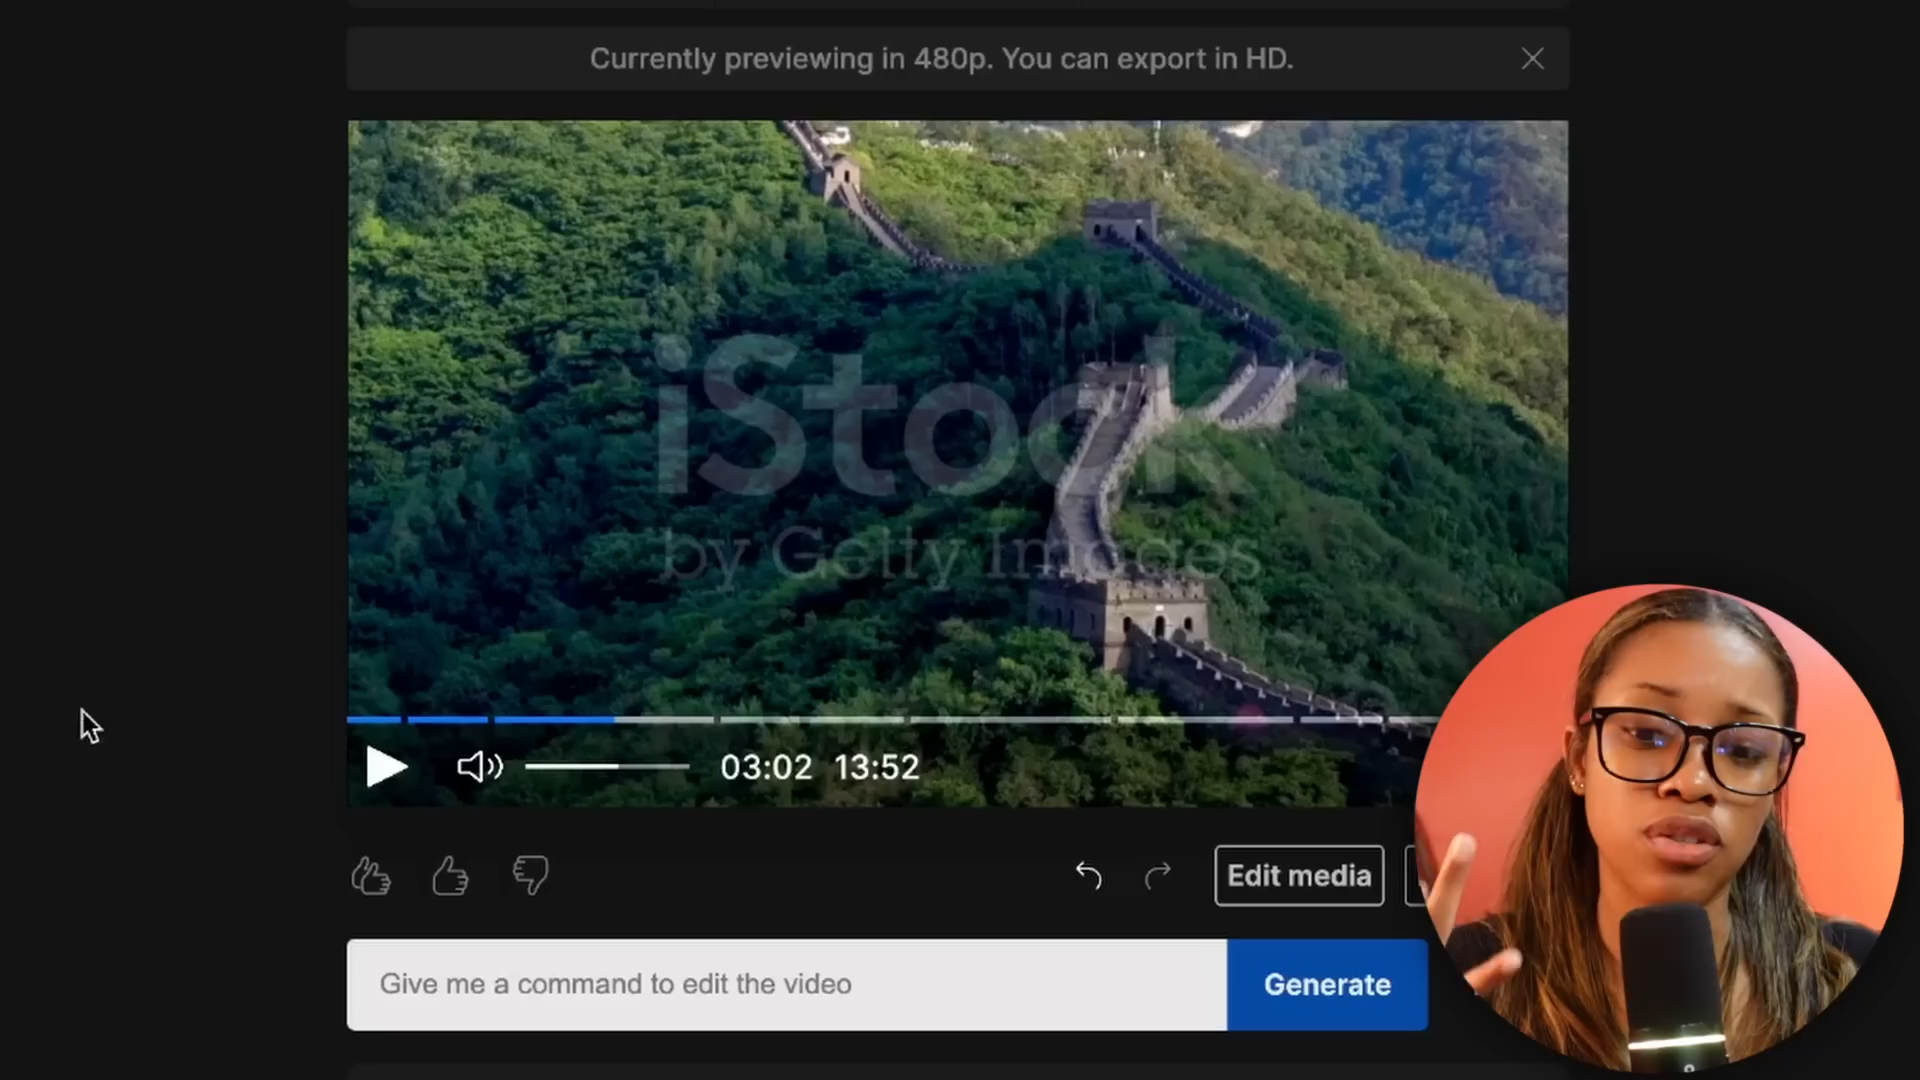 Currently previewing in 480p. You can export in HD.
iStock
by Getty Images
03:02 13:52
Edit media
Give me a command to edit the video
Generate